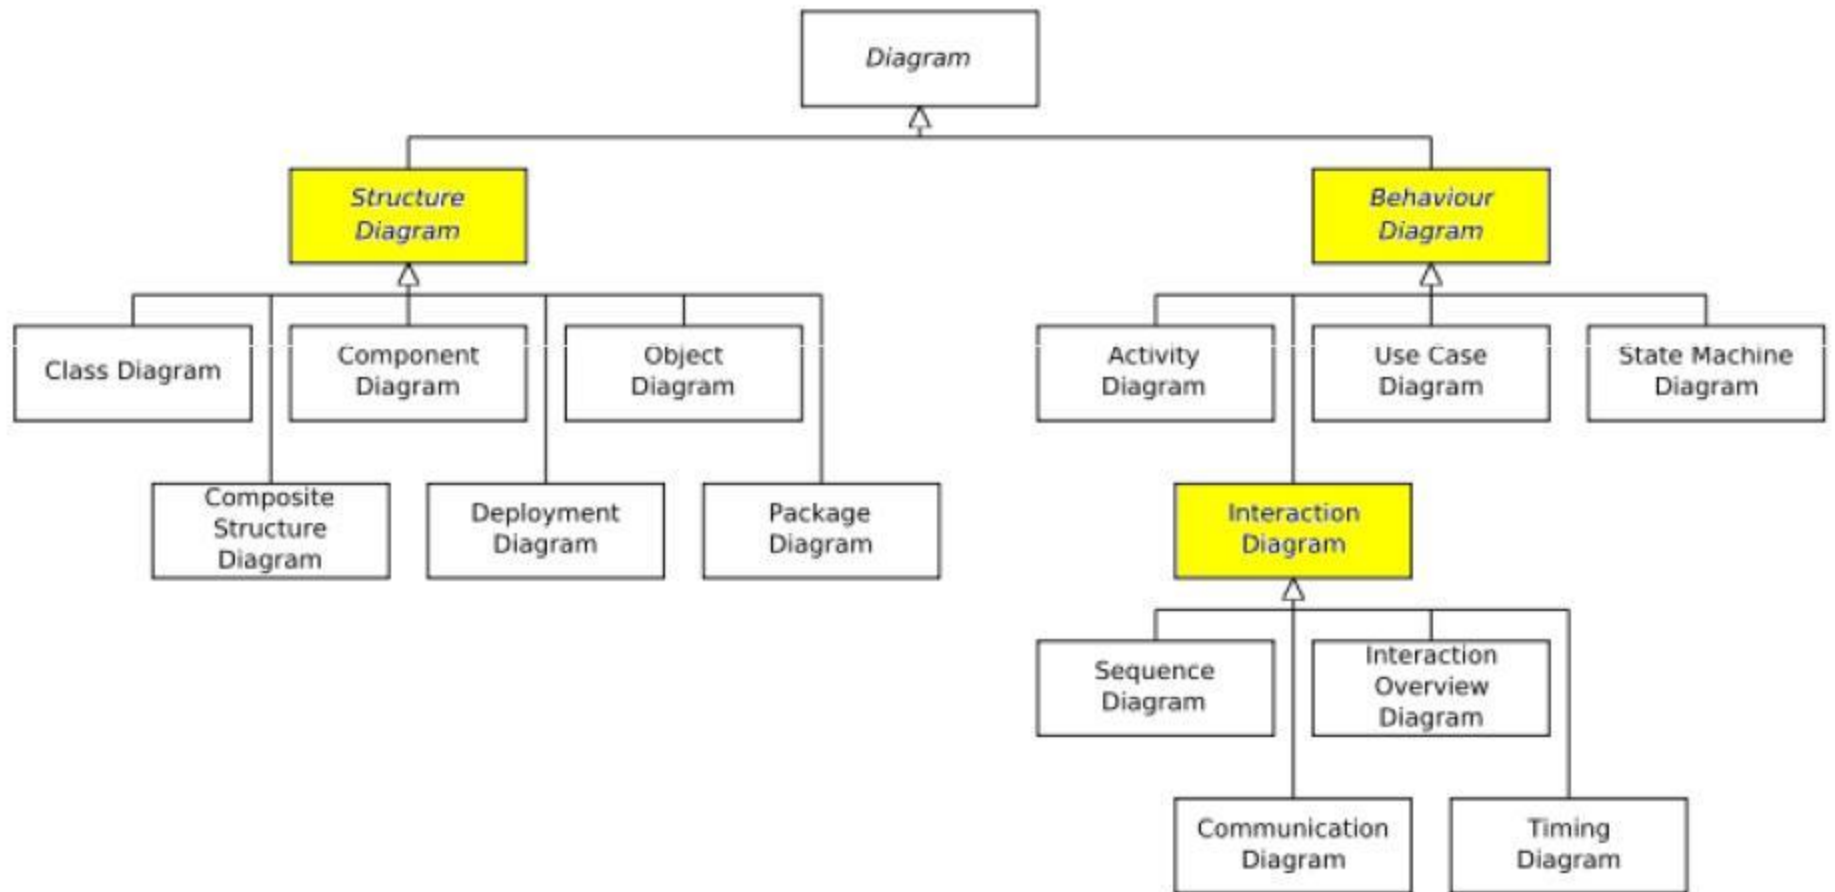 Diagram
Structure
Diagram
Behaviour
Diagram
Class Diagram
Component
Diagram
Object
Diagram
Activity
Diagram
Use Case
Diagram
State Machine
Diagram
Composite
Structure
Diagram
Deployment
Diagram
Package
Diagram
Interaction
Diagram
Sequence
Diagram
Interaction
Overview
Diagram
Communication
Diagram
Timing
Diagram